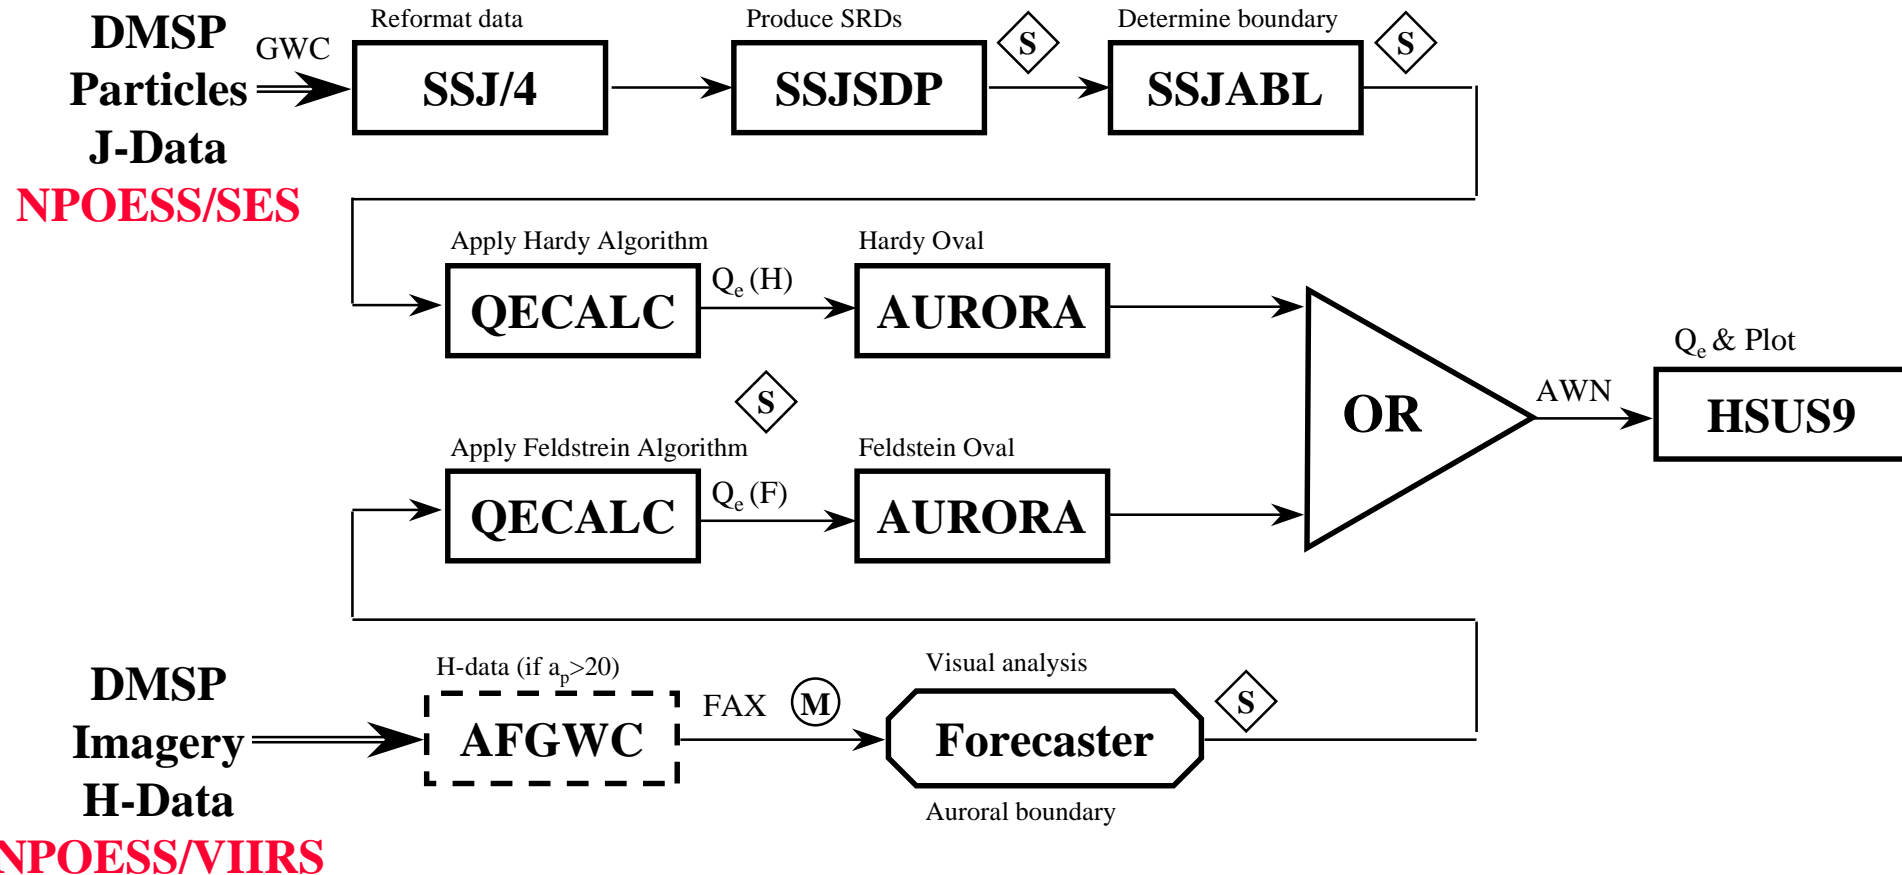 DMSP
Particles
J-Data
NPOESS/SES
GWC
Reformat data
SSJ/4
Produce SRDs
SSJSDP
S
Determine boundary
SSJABL
S
Apply Hardy Algorithm
QECALC
Qe (H)
Hardy Oval
AURORA
S
Apply Feldstrein Algorithm
QECALC
Qe (F)
Feldstein Oval
AURORA
OR
AWN
Qe & Plot
HSUS9
DMSP
Imagery
H-Data
NPOESS/VIIRS
H-data (if ap>20)
AFGWC
FAX
M
Visual analysis
Forecaster
Auroral boundary
S